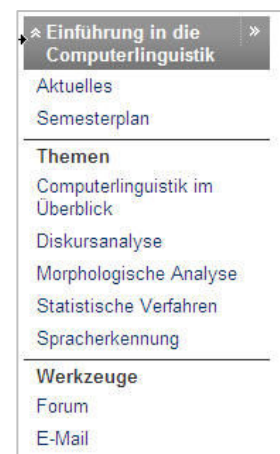 Einführung in die
Computerlinguistik
Aktuelles
Semesterplan
Themen
Computerlinguistik im
Überblick
Diskursanalyse
Morphologische Analyse
Statistische Verfahren
Spracherkennung
Werkzeuge
Forum
E-Mail